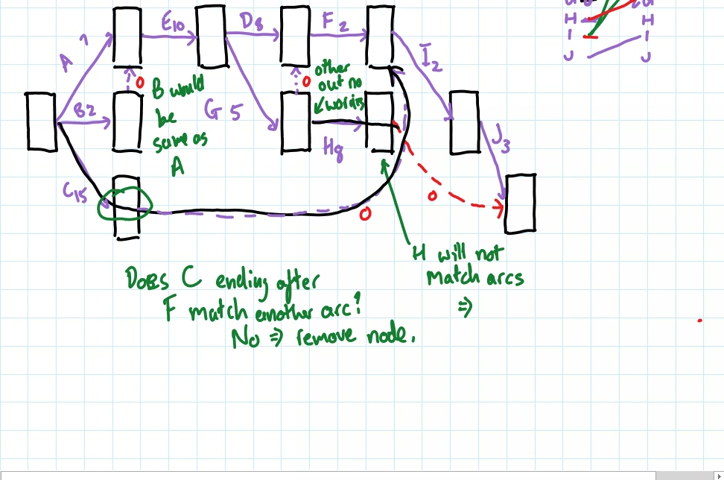 E10
D8
F2
A ?
I2
B2
0
B would
be
same as
A
G 5
0
other
out no
words
H8
J3
C15
0
0
H will not
match arcs
⇒
Does C ending after
F match another arc?
No ⇒ remove node.
H
H
I
I
J
J